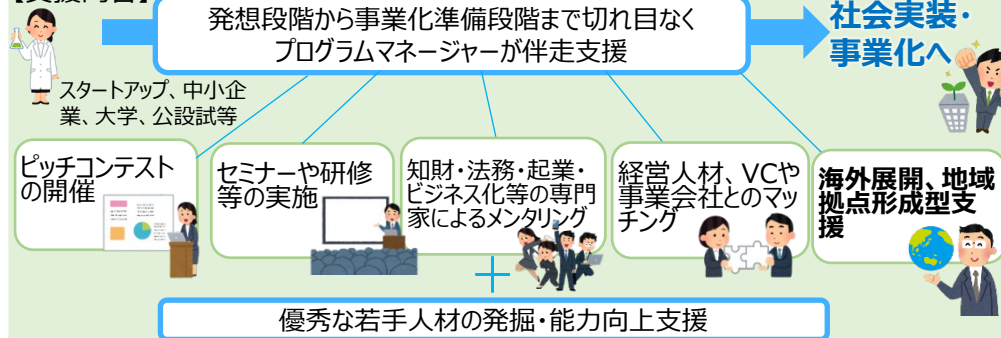 発想段階から事業化準備段階まで切れ目なく
プログラムマネージャーが伴走支援
社会実装・
事業化へ
スタートアップ、中小企
業、大学、公設試等
ピッチコンテスト
の開催
セミナーや研修
等の実施
知財・法務・起業・
ビジネス化等の専門
家によるメンタリング
経営人材、VCや
事業会社とのマッ
チング
海外展開、地域
拠点形成型支
援
優秀な若手人材の発掘・能力向上支援